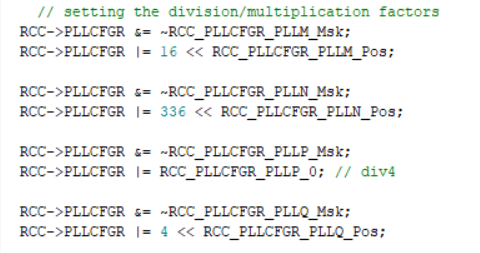 // setting the division/multiplication factors
RCC->PLLCFGR &= ~RCC_PLLCFGR_PLLM_Msk;
RCC->PLLCFGR |= 16 << RCC_PLLCFGR_PLLM_Pos;
RCC->PLLCFGR &= ~RCC_PLLCFGR_PLLN_Msk;
RCC->PLLCFGR |= 336 << RCC_PLLCFGR_PLLN_Pos;
RCC->PLLCFGR &= ~RCC_PLLCFGR_PLLP_Msk;
RCC->PLLCFGR |= RCC_PLLCFGR_PLLP_0; // div4
RCC->PLLCFGR &= ~RCC_PLLCFGR_PLLQ_Msk;
RCC->PLLCFGR |= 4 << RCC_PLLCFGR_PLLQ_Pos;